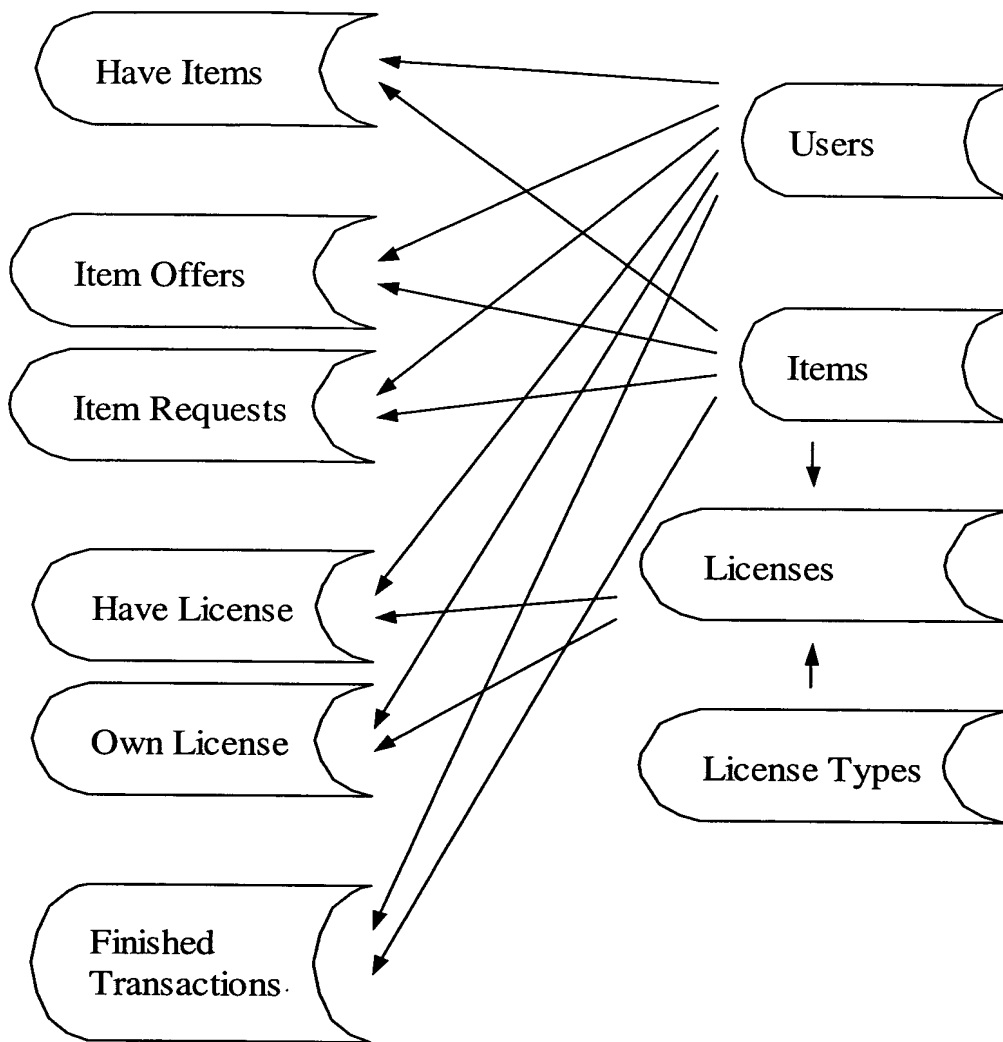 Have Items
Users
Item Offers
Items
Item Requests
Licenses
Have License
Own License
License Types
Finished
Transactions